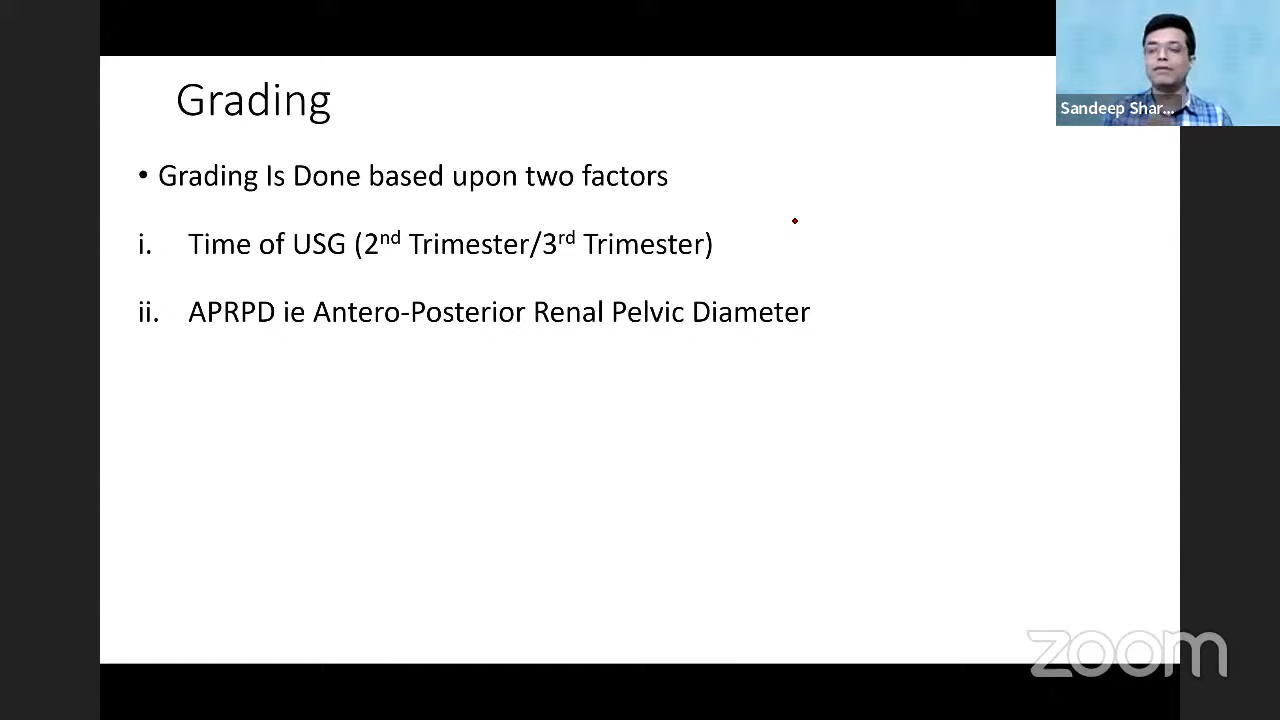 Grading
Sandeep Shar...
• Grading Is Done based upon two factors
i. Time of USG (2nd Trimester/3rd Trimester)
ii. APRPD ie Antero-Posterior Renal Pelvic Diameter
zoom